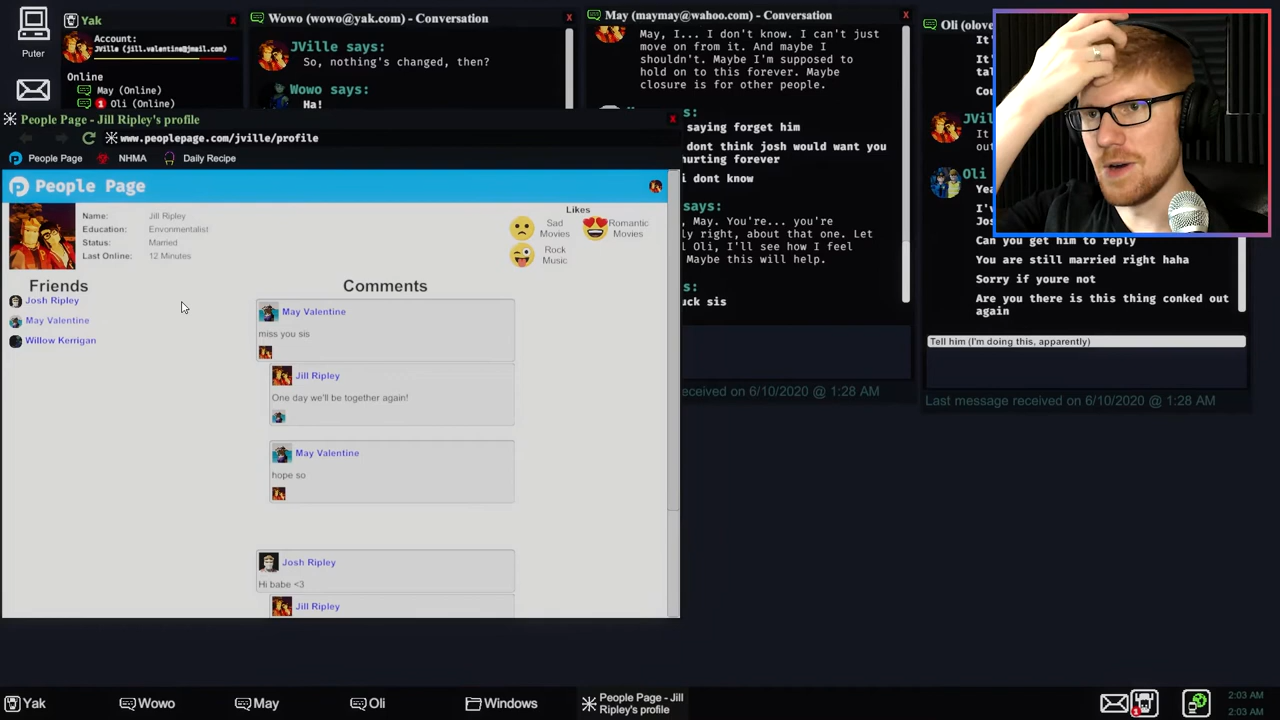 Puter
Yak
Account:
JVille (jill.valentine@jmail.com)
Online
May (Online)
1 Oli (Online)
Wowo (wowo@yak.com) - Conversation
JVille says:
So, nothing's changed, then?
Wowo says:
Ha!
May (maymay@wahoo.com) - Conversation
May, I... I don't know. I can't just
move on from it. And maybe I
shouldn't. Maybe I'm supposed to
hold on to this forever. Maybe
closure is for other people.
saying forget him
dont think josh would want you
hurting forever
dont know
, May. You're... you're
right, about that one. Let
Oli, I'll see how I feel
Maybe this will help.
sis
received on 6/10/2020 @ 1:28 AM
Oli
Can you get him to reply
You are still married right haha
Sorry if youre not
Are you there is this thing conked out
again
Tell him (I'm doing this, apparently)
Last message received on 6/10/2020 @ 1:28 AM
People Page - Jill Ripley's profile
www.peoplepage.com/jville/profile
People Page
NHMA
Daily Recipe
People Page
Name: Jill Ripley
Education: Envonmentalist
Status: Married
Last Online: 12 Minutes
Likes
Sad Movies
Romantic Movies
Rock Music
Friends
Josh Ripley
May Valentine
Willow Kerrigan
Comments
May Valentine
miss you sis
Jill Ripley
One day we'll be together again!
May Valentine
hope so
Josh Ripley
Hi babe <3
Jill Ripley
Yak
Wowo
May
Oli
Windows
People Page - Jill
Ripley's profile
1
2:03 AM
2:03 AM